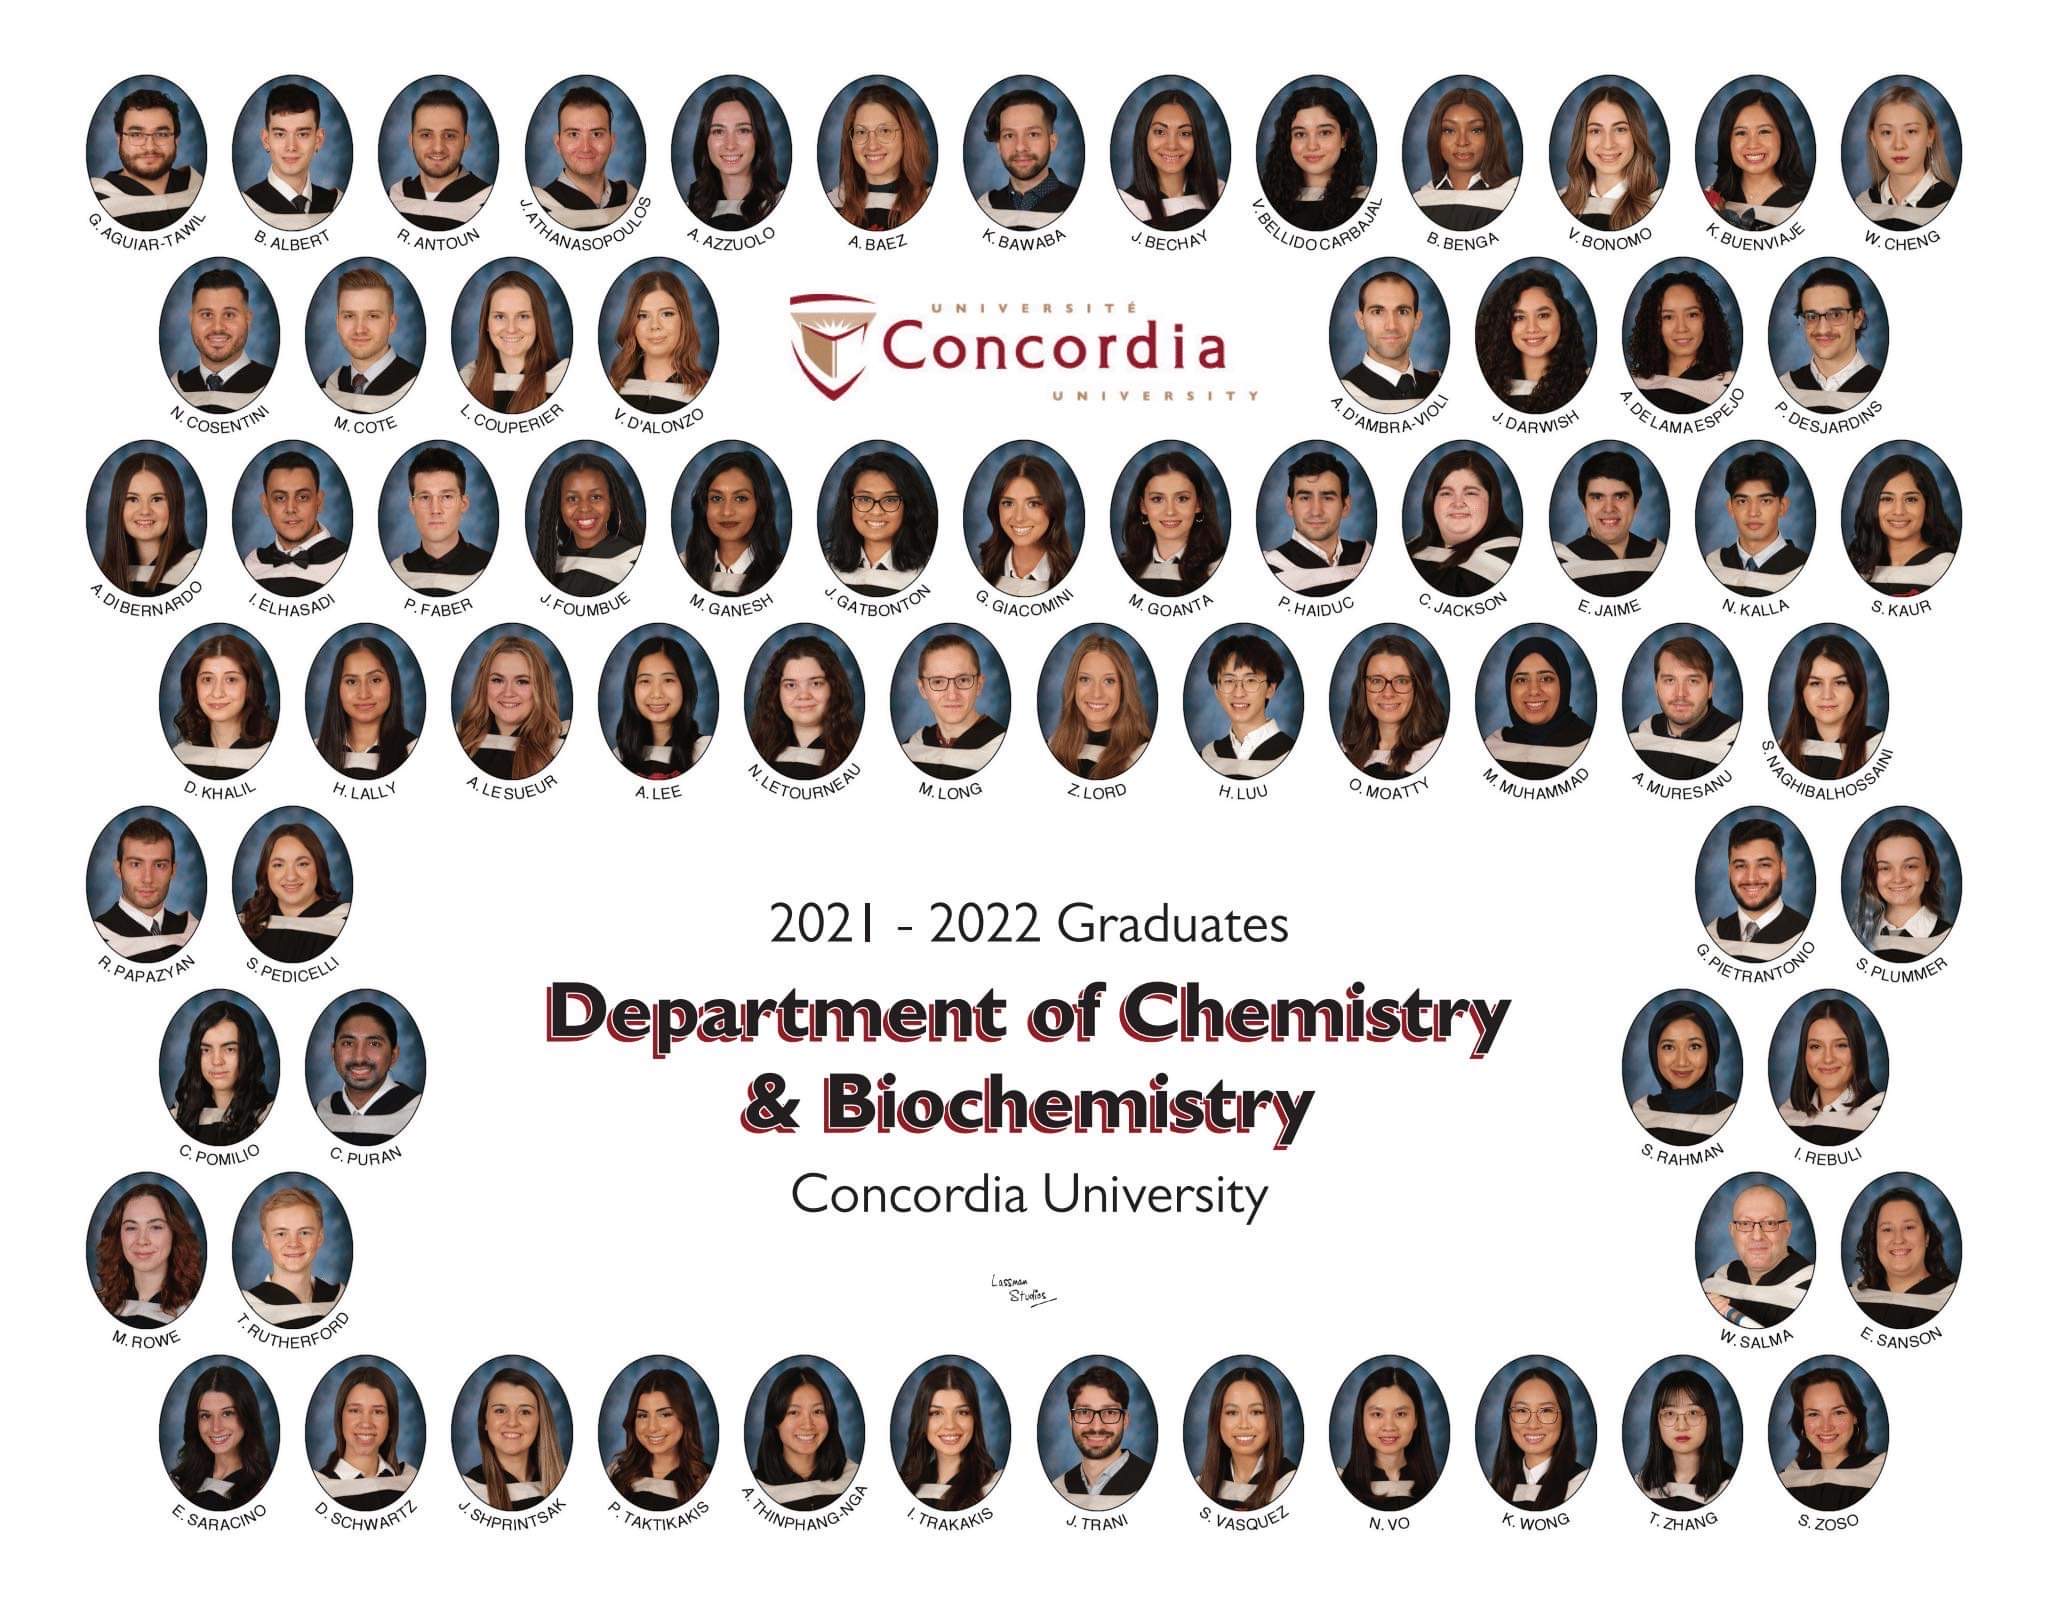 G. AGUIAR-TAWIL
B. ALBERT
R. ANTOUN
J. ATHANASOPOULOS
A. AZZUOLO
A. BAEZ
K. BAWABA
J. BECHAY
V. BELLIDO CARBAJAL
B. BENGA
V. BONOMO
K. BUENVIAJE
W. CHENG
N. COSENTINI
M. COTE
L. COUPERIER
V. D'ALONZO
UNIVERSITÉ
Concordia
UNIVERSITY
A. D'AMBRA-VIOLI
J. DARWISH
A. DE LAMA ESPEJO
P. DESJARDINS
A. DI BERNARDO
I. ELHASADI
P. FABER
J. FOUMBUE
M. GANESH
J. GATBONTON
G. GIACOMINI
M. GOANTA
P. HAIDUC
C. JACKSON
E. JAIME
N. KALLA
S. KAUR
D. KHALIL
H. LALLY
A. LESUEUR
A. LEE
N. LETOURNEAU
M. LONG
Z. LORD
H. LUU
O. MOATTY
M. MUHAMMAD
A. MURESANU
S. NAGHIBALHOSSAINI
R. PAPAZYAN
S. PEDICELLI
G. PIETRANTONIO
S. PLUMMER
2021 - 2022 Graduates
Department of Chemistry
& Biochemistry
Concordia University
C. POMILIO
C. PURAN
S. RAHMAN
I. REBULI
M. ROWE
T. RUTHERFORD
W. SALMA
E. SANSON
Lassman
Studios
E. SARACINO
D. SCHWARTZ
J. SHPRINTSAK
P. TAKTIKAKIS
A. THINPHANG-NGA
I. TRAKAKIS
J. TRANI
S. VASQUEZ
N. VO
K. WONG
T. ZHANG
S. ZOSO